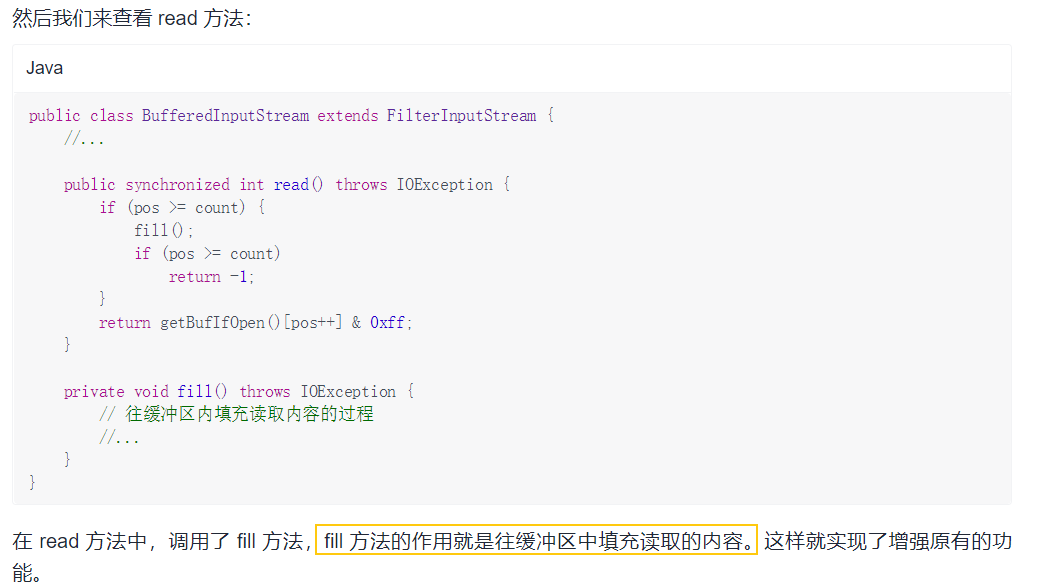 然后我们来查看 read 方法：
Java
public class BufferedInputStream extends FilterInputStream {
    //...
    public synchronized int read() throws IOException {
        if (pos >= count) {
            fill();
            if (pos >= count)
                return -1;
        }
        return getBufIfOpen()[pos++] & 0xff;
    }
    private void fill() throws IOException {
        // 往缓冲区内填充读取内容的过程
        //...
    }
}
在 read 方法中，调用了 fill 方法，fill 方法的作用就是往缓冲区中填充读取的内容。这样就实现了增强原有的功
能。